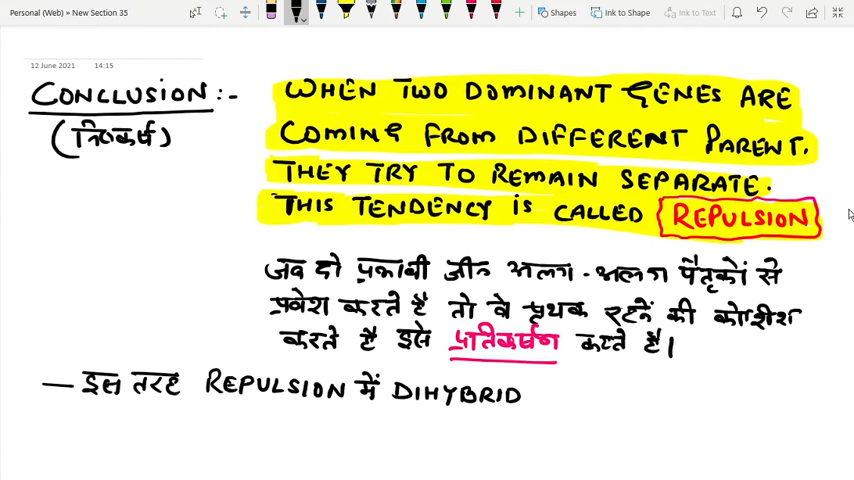 Personal (Web) » New Section 35
Shapes
Ink to Shape
Ink to Text
12 June 2021 14:15
CONCLUSION :- WHEN TWO DOMINANT GENES ARE
(निष्कर्ष) COMING FROM DIFFERENT PARENT.
THEY TRY TO REMAIN SEPARATE.
THIS TENDENCY IS CALLED REPULSION
जब दो प्रभावी जीन अलग-अलग पैतृकों से
प्रवेश करते है तो वे पृथक रहने की कोशीश
करते है इसे प्रतिकर्षण कहते है।
— इस तरह REPULSION में DIHYBRID